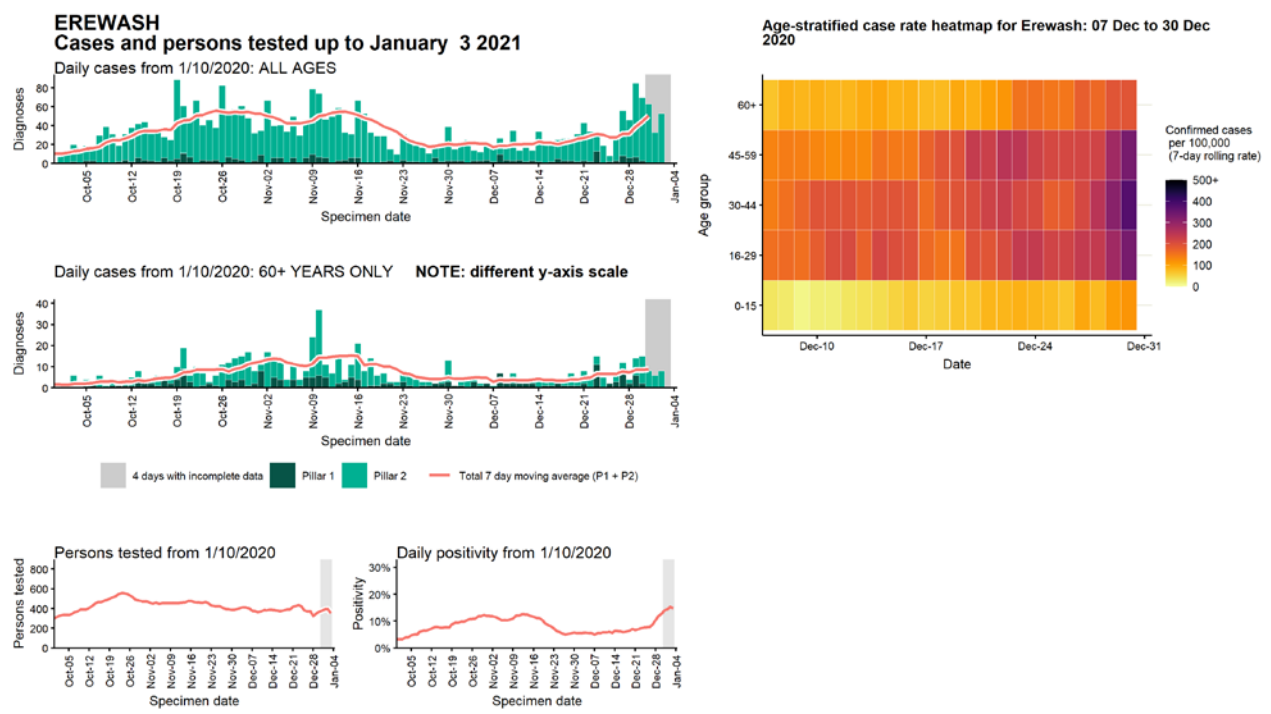 EREWASH
Cases and persons tested up to January 3 2021
Daily cases from 1/10/2020: ALL AGES
Diagnoses
80
60
40
20
0
Oct-05
Oct-12
Oct-19
Oct-26
Nov-02
Nov-09
Nov-16
Nov-23
Nov-30
Dec-07
Dec-14
Dec-21
Dec-28
Jan-04
Specimen date
Daily cases from 1/10/2020: 60+ YEARS ONLY NOTE: different y-axis scale
Diagnoses
40
30
20
10
0
Oct-05
Oct-12
Oct-19
Oct-26
Nov-02
Nov-09
Nov-16
Nov-23
Nov-30
Dec-07
Dec-14
Dec-21
Dec-28
Jan-04
Specimen date
4 days with incomplete data Pillar 1 Pillar 2 Total 7 day moving average (P1 + P2)
Persons tested from 1/10/2020
Persons tested
800
600
400
200
0
Oct-05
Oct-12
Oct-19
Oct-26
Nov-02
Nov-09
Nov-16
Nov-23
Nov-30
Dec-07
Dec-14
Dec-21
Dec-28
Jan-04
Specimen date
Daily positivity from 1/10/2020
Positivity
30%
20%
10%
0%
Oct-05
Oct-12
Oct-19
Oct-26
Nov-02
Nov-09
Nov-16
Nov-23
Nov-30
Dec-07
Dec-14
Dec-21
Dec-28
Jan-04
Specimen date
Age-stratified case rate heatmap for Erewash: 07 Dec to 30 Dec
2020
Age group
60+
45-59
30-44
16-29
0-15
Dec-10
Dec-17
Dec-24
Dec-31
Date
Confirmed cases
per 100,000
(7-day rolling rate)
500+
400
300
200
100
0